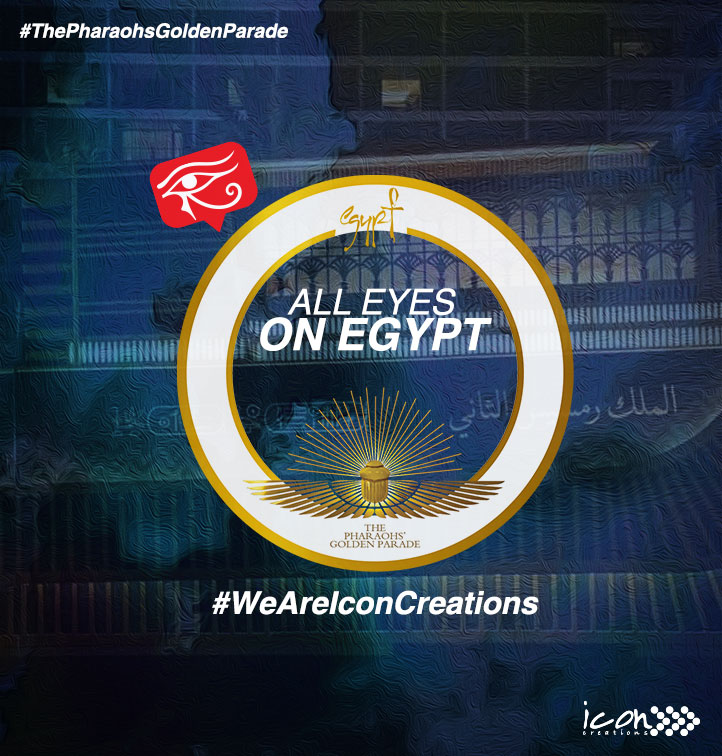 #ThePharaohsGoldenParade
egypt
ALL EYES
ON EGYPT
الملك رمسيس الثاني
THE
PHARAOHS'
GOLDEN PARADE
#WeAreIconCreations
icon
creations